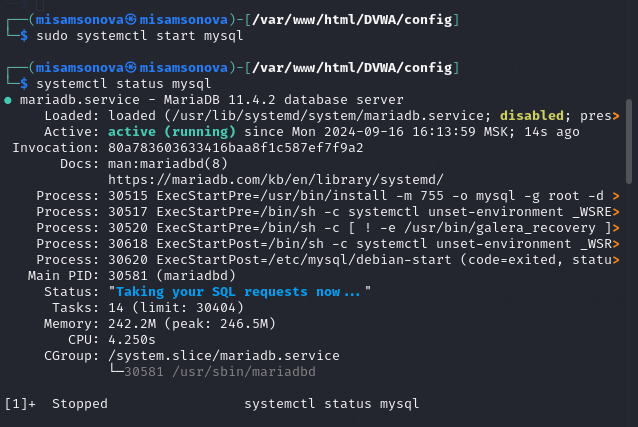 ┌──(misamsonova㉿misamsonova)-[/var/www/html/DVWA/config]
└─$ sudo systemctl start mysql
┌──(misamsonova㉿misamsonova)-[/var/www/html/DVWA/config]
└─$ systemctl status mysql
● mariadb.service - MariaDB 11.4.2 database server
Loaded: loaded (/usr/lib/systemd/system/mariadb.service; disabled; pres>
Active: active (running) since Mon 2024-09-16 16:13:59 MSK; 14s ago
Invocation: 80a783603633416baa8f1c587ef7f9a2
Docs: man:mariadbd(8)
https://mariadb.com/kb/en/library/systemd/
Process: 30515 ExecStartPre=/usr/bin/install -m 755 -o mysql -g root -d >
Process: 30517 ExecStartPre=/bin/sh -c systemctl unset-environment _WSRE>
Process: 30520 ExecStartPre=/bin/sh -c [ ! -e /usr/bin/galera_recovery ]>
Process: 30618 ExecStartPost=/bin/sh -c systemctl unset-environment _WSR>
Process: 30620 ExecStartPost=/etc/mysql/debian-start (code=exited, statu>
Main PID: 30581 (mariadbd)
Status: "Taking your SQL requests now..."
Tasks: 14 (limit: 30404)
Memory: 242.2M (peak: 246.5M)
CPU: 4.250s
CGroup: /system.slice/mariadb.service
└─30581 /usr/sbin/mariadbd
[1]+  Stopped                 systemctl status mysql